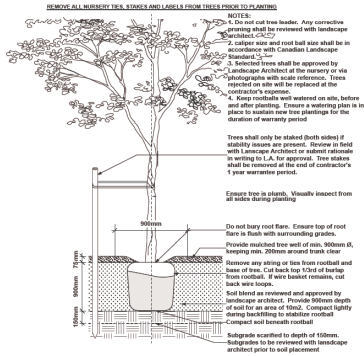 REMOVE ALL NURSERY TIES, STAKES AND LABELS FROM TREES PRIOR TO PLANTING
NOTES:
1. Do not cut tree leader. Any corrective
pruning shall be reviewed with landscape
architect.
2. caliper size and root ball size shall be in
accordance with Canadian Landscape
Standard.
3. Selected trees shall be approved by
Landscape Architect at the nursery or via
photographs with scale reference. Trees
rejected on site will be replaced at the
contractor's expense.
4. Keep rootballs well watered on site, before
and after planting. Ensure a watering plan is in
place to sustain new tree plantings for the
duration of warranty period
Trees shall only be staked (both sides) if
stability issues are present. Review in field
with Lanscape Architect or submit rationale
in writing to L.A. for approval. Tree stakes
shall be removed at the end of contractor's
1 year warrantee period.
Ensure tree is plumb, Visually inspect from
all sides during planting
900mm
Do not bury root flare. Ensure top of root
flare is flush with surrounding grades.
Provide mulched tree well of min. 900mm Ø,
keeping min. 200mm around trunk clear
75mm
Remove any string or ties from rootball and
base of tree. Cut back top 1/3rd of burlap
from rootball. If wire basket remains, cut
back wire loops.
900mm
Soil blend as reviewed and approved by
landscape architect. Provide 900mm depth
of soil for an area of 10m2. Compact lightly
during backfilling to stabilize rootball
Compact soil beneath rootball
150mm
Subgrade scarified to depth of 150mm.
Subgrades to be reviewed with landscape
architect prior to soil placement